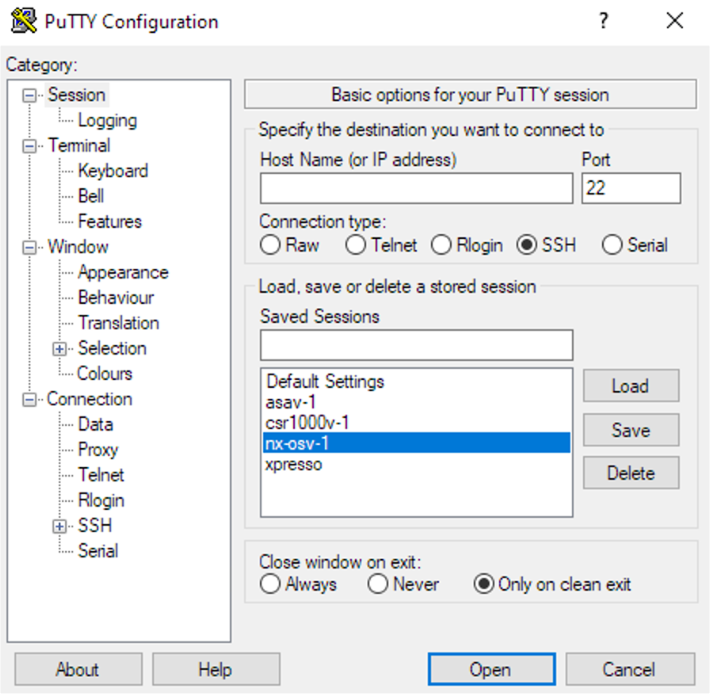 PuTTY Configuration ? ✕
Category:
Session
Logging
Terminal
Keyboard
Bell
Features
Window
Appearance
Behaviour
Translation
Selection
Colours
Connection
Data
Proxy
Telnet
Rlogin
SSH
Serial
Basic options for your PuTTY session
Specify the destination you want to connect to
Host Name (or IP address) Port
22
Connection type:
Raw Telnet Rlogin SSH Serial
Load, save or delete a stored session
Saved Sessions
Default Settings
asav-1
csr1000v-1
nx-osv-1
xpresso
Load
Save
Delete
Close window on exit:
Always Never Only on clean exit
About Help Open Cancel